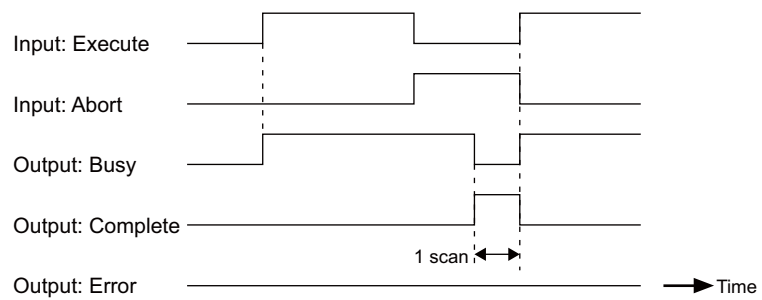 Input: Execute
Input: Abort
Output: Busy
Output: Complete
1 scan
Output: Error
Time